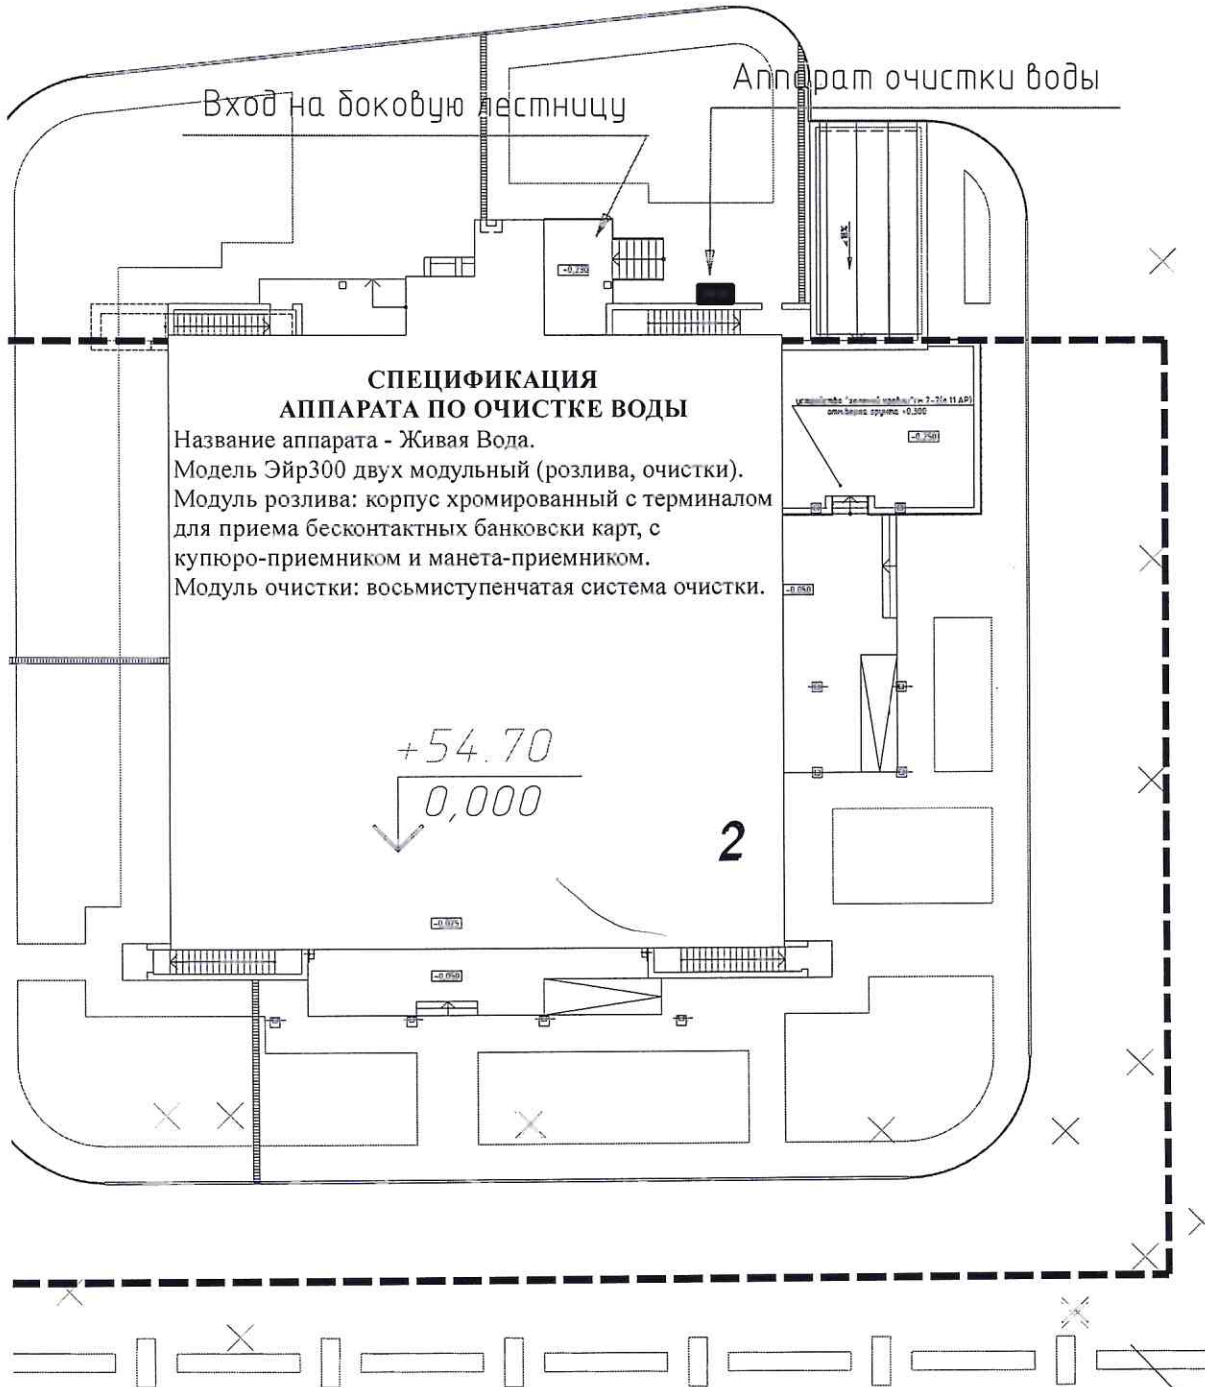 Аппарат очистки воды
Вход на боковую лестницу
+0,230
СПЕЦИФИКАЦИЯ
АППАРАТА ПО ОЧИСТКЕ ВОДЫ
Название аппарата - Живая Вода.
Модель Эйр300 двух модульный (розлива, очистки).
Модуль розлива: корпус хромированный с терминалом
для приема бесконтактных банковски карт, с
купюро-приемником и манета-приемником.
Модуль очистки: восьмиступенчатая система очистки.
-0,250
-0,050
+54.70
0,000
2
-0,025
-0,050